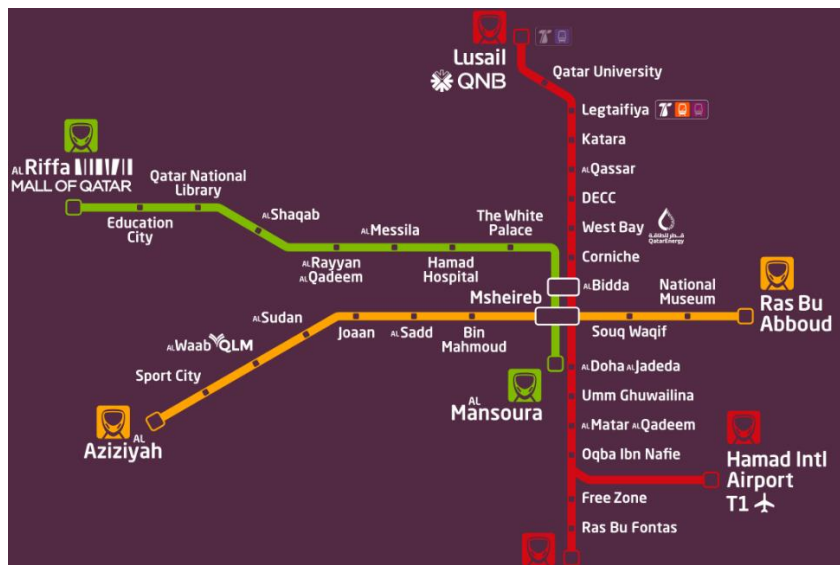 Lusail
QNB
Qatar University
Legtaifiya
Katara
AL Qassar
DECC
West Bay
قطر للطاقة
QatarEnergy
Corniche
AL Bidda
AL Riffa
MALL OF QATAR
Education
City
Qatar National
Library
AL Shaqab
AL Rayyan
AL Qadeem
AL Messila
Hamad
Hospital
The White
Palace
Msheireb
AL
Mansoura
AL
Aziziyah
Sport City
AL Waab QLM
AL Sudan
Joaan
AL Sadd
Bin
Mahmoud
Souq Waqif
National
Museum
Ras Bu
Abboud
AL Doha AL Jadeda
Umm Ghuwailina
AL Matar AL Qadeem
Oqba Ibn Nafie
Hamad Intl
Airport
T1
Free Zone
Ras Bu Fontas